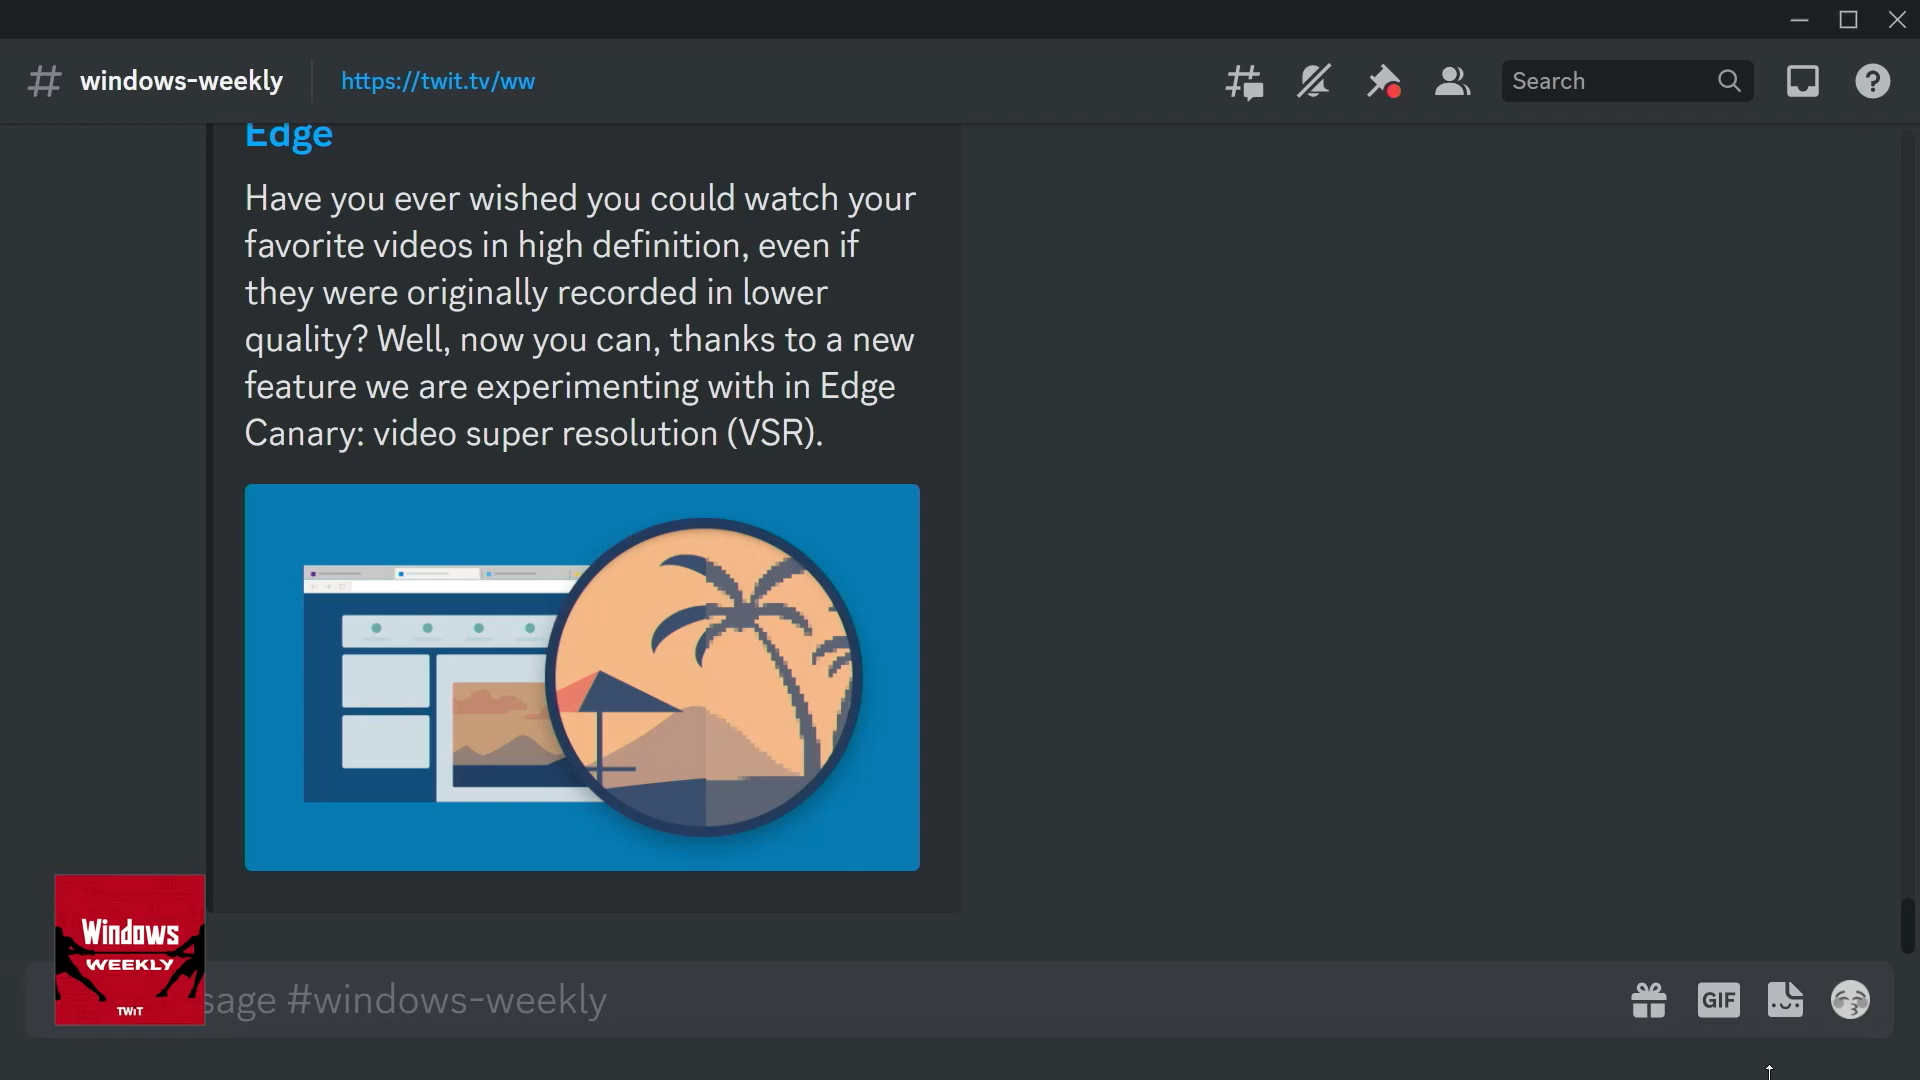 # windows-weekly
https://twit.tv/ww
Search
Edge
Have you ever wished you could watch your
favorite videos in high definition, even if
they were originally recorded in lower
quality? Well, now you can, thanks to a new
feature we are experimenting with in Edge
Canary: video super resolution (VSR).
Windows
WEEKLY
TWiT
sage #windows-weekly
GIF